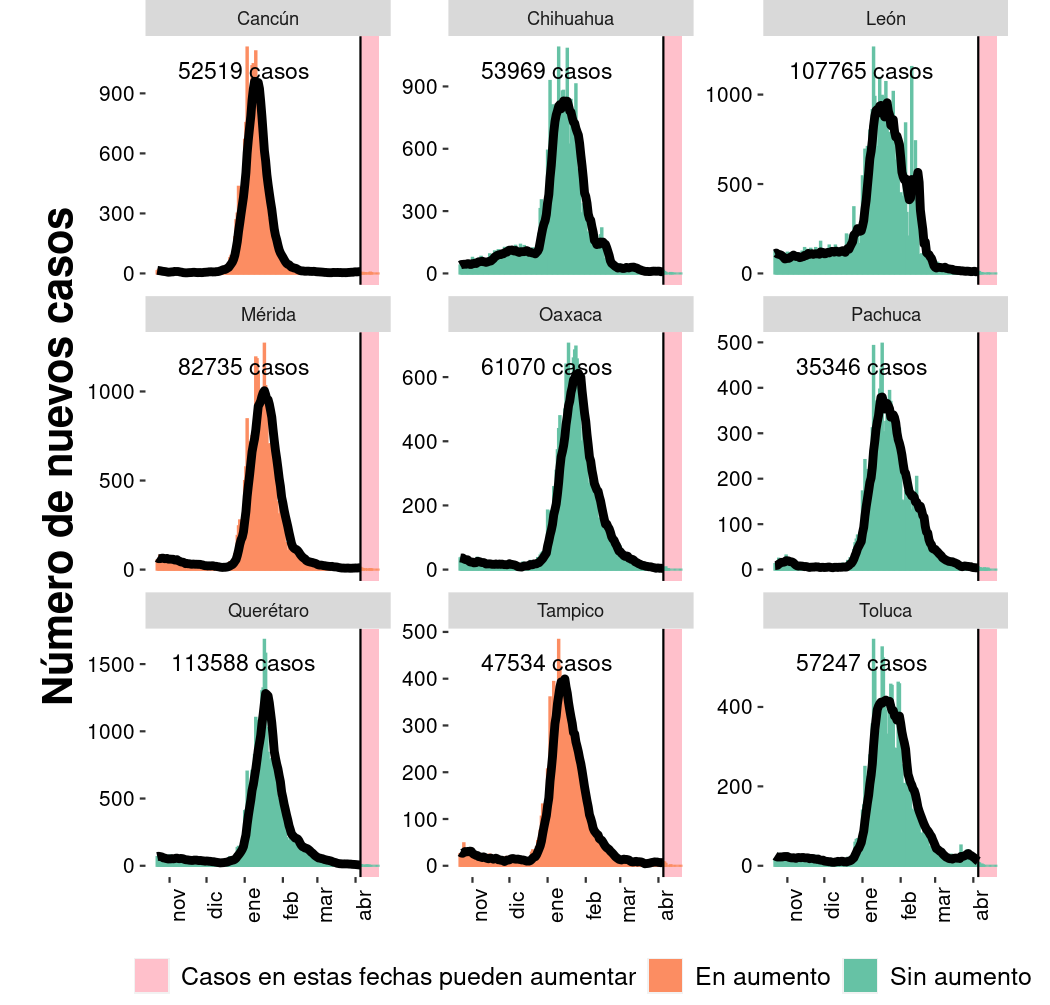 Cancún Chihuahua León
52519 casos 53969 casos 107765 casos
900 900 1000
600 600 500
300 300
0 0 0
Número de nuevos casos
Mérida Oaxaca Pachuca
82735 casos 61070 casos 35346 casos
1000 600 500
500 400 400
0 200 300
0 200
100
0
Querétaro Tampico Toluca
113588 casos 47534 casos 57247 casos
1500 500 400
1000 400 200
500 300 0
0 200
100
0
nov dic ene feb mar abr nov dic ene feb mar abr nov dic ene feb mar abr
Casos en estas fechas pueden aumentar En aumento Sin aumento